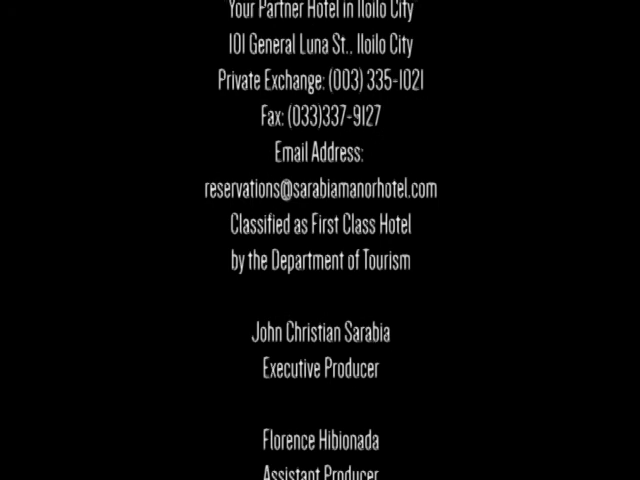 Your Partner Hotel in Iloilo City
101 General Luna St., Iloilo City
Private Exchange: (003) 335-1021
Fax: (033)337-9127
Email Address:
reservations@sarabiamanorhotel.com
Classified as First Class Hotel
by the Department of Tourism
John Christian Sarabia
Executive Producer
Florence Hibionada
Assistant Producer